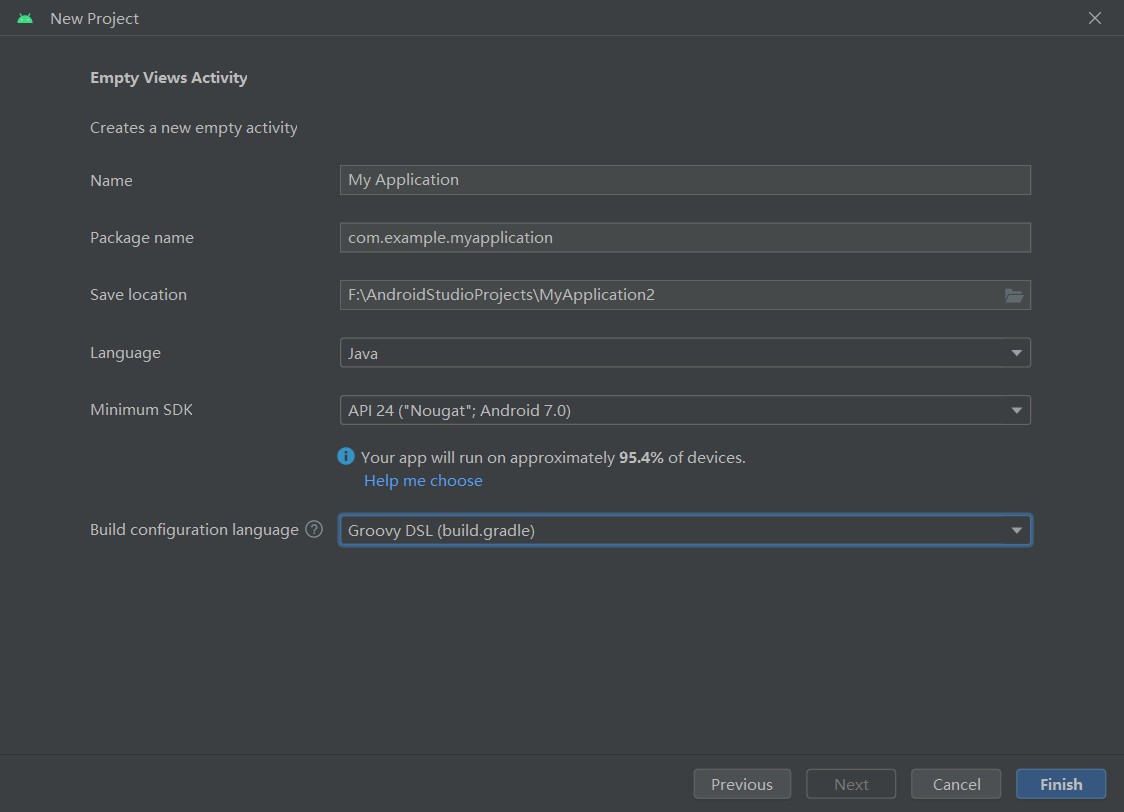 New Project
Empty Views Activity
Creates a new empty activity
Name
My Application
Package name
com.example.myapplication
Save location
F:\AndroidStudioProjects\MyApplication2
Language
Java
Minimum SDK
API 24 ("Nougat"; Android 7.0)
Your app will run on approximately 95.4% of devices.
Help me choose
Build configuration language
Groovy DSL (build.gradle)
Previous
Next
Cancel
Finish